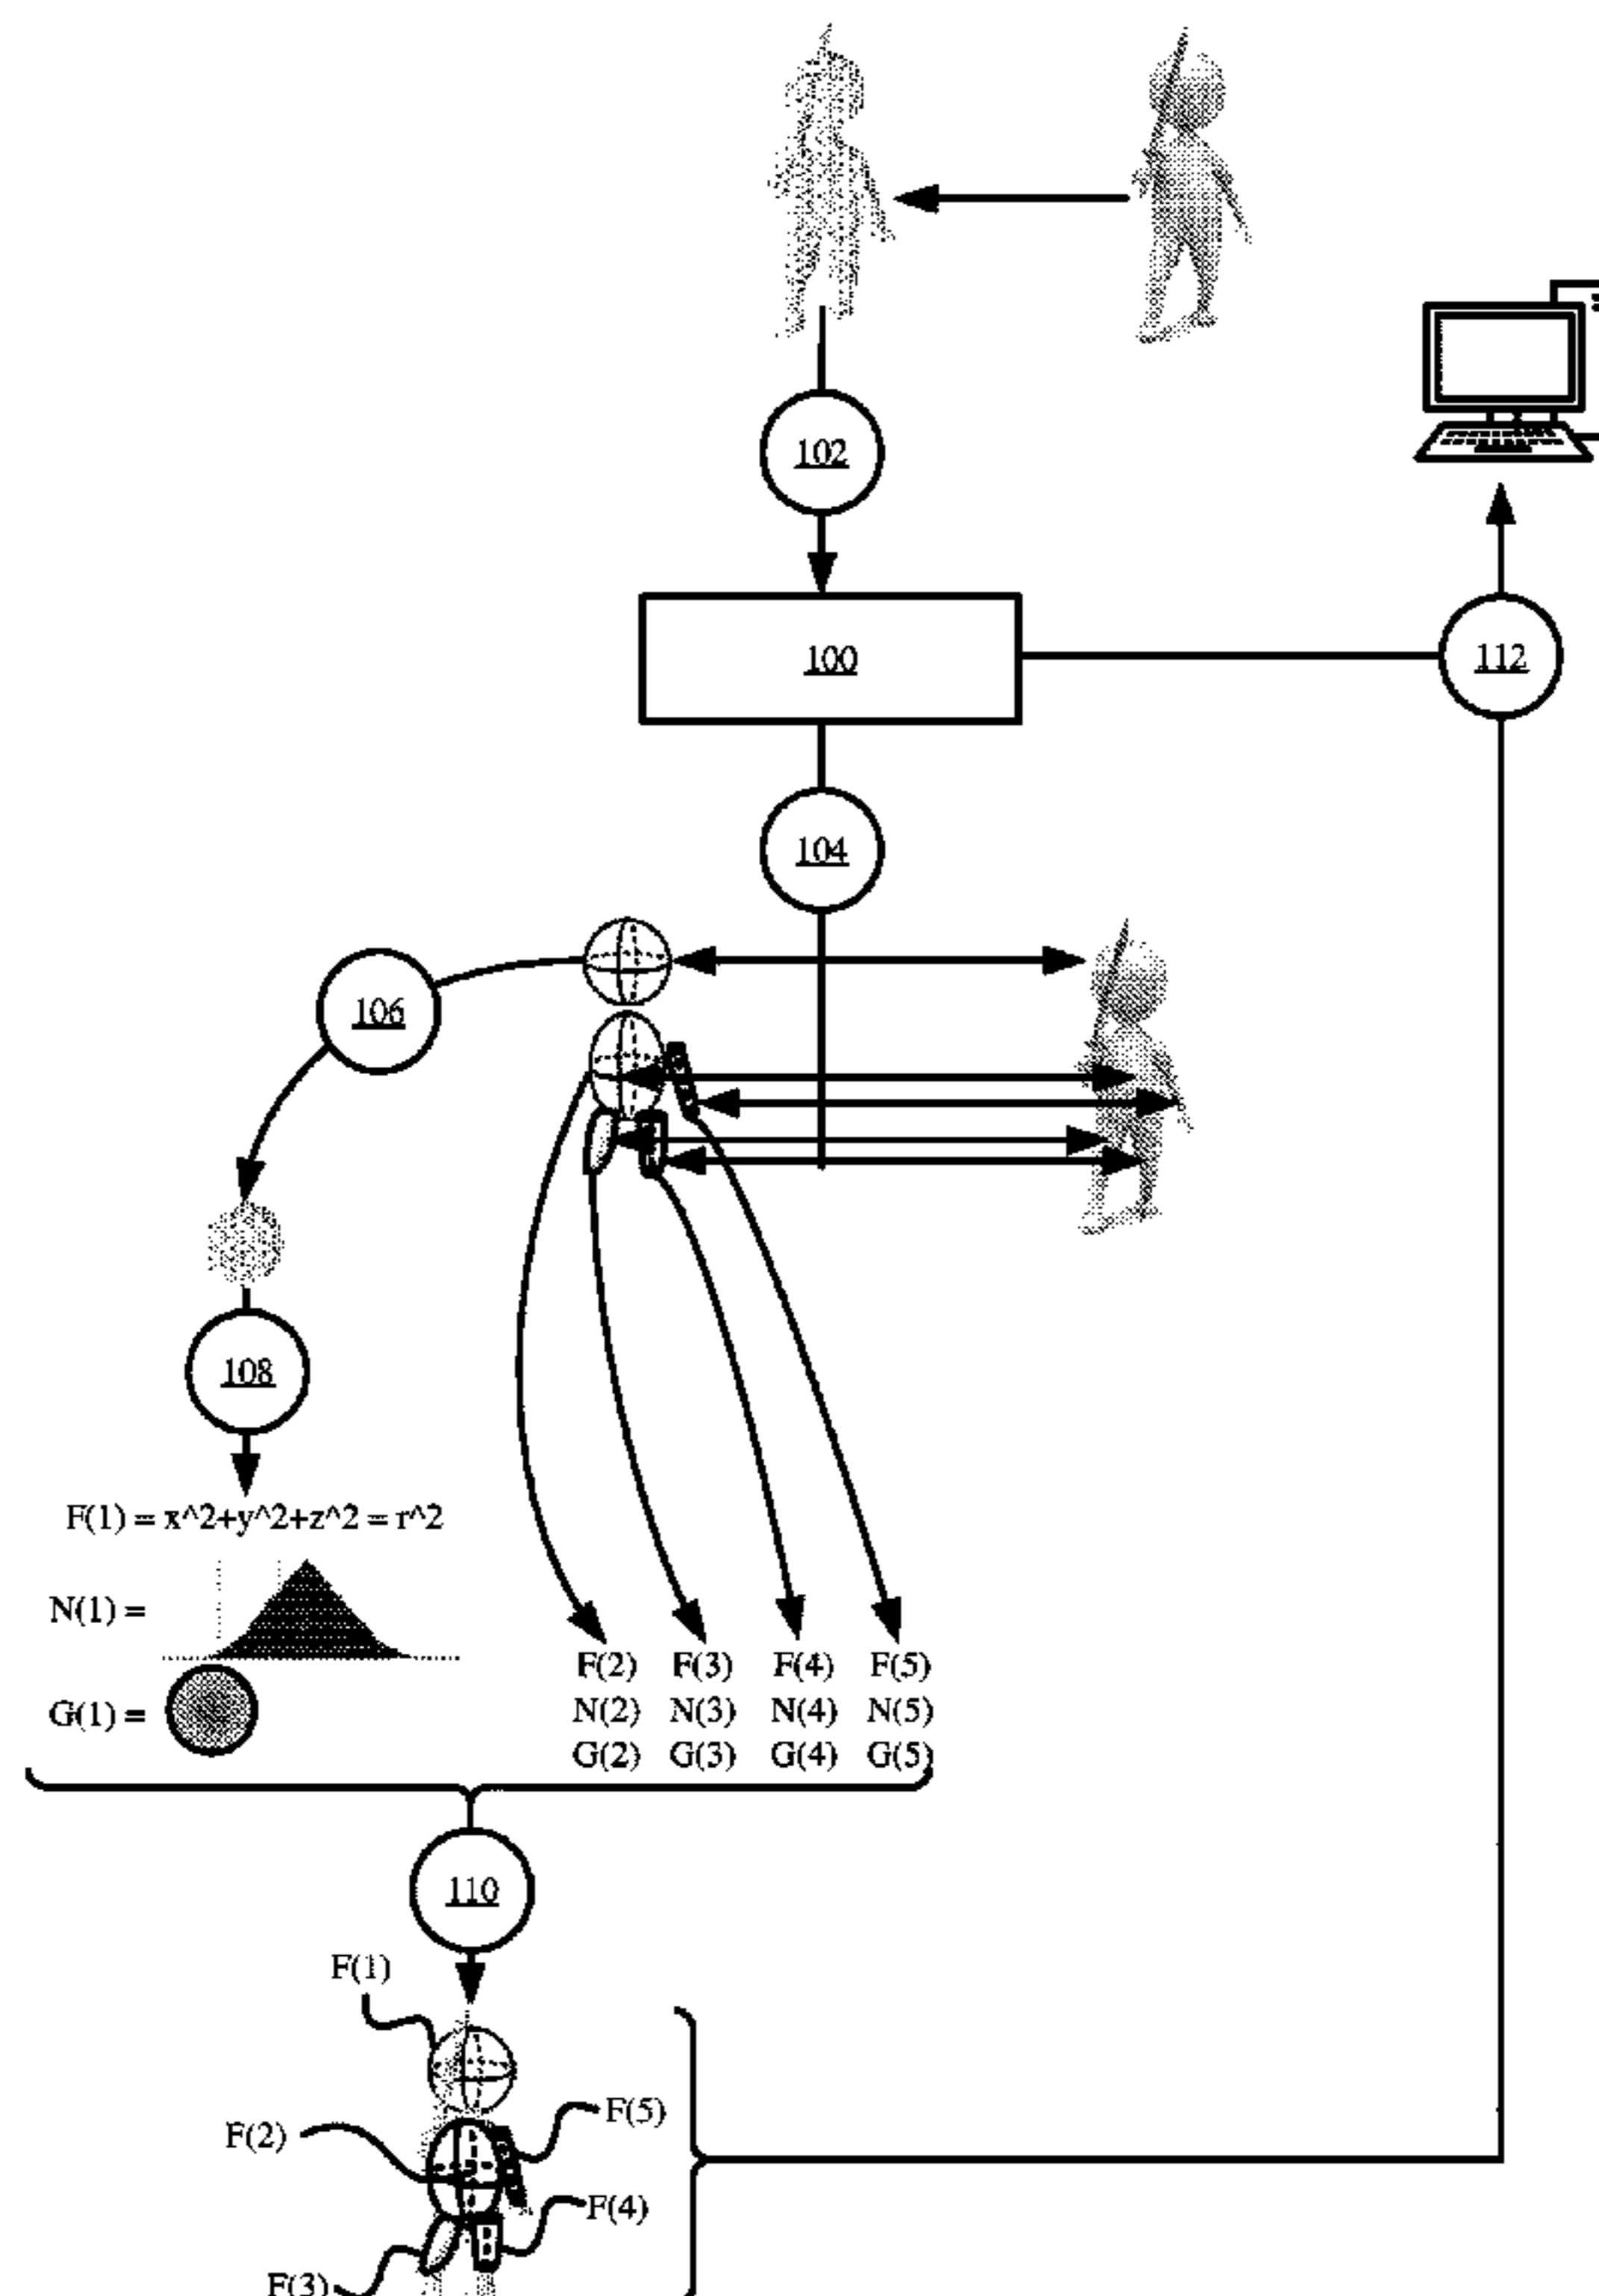 102
100
112
104
106
108
F(1) = x^2+y^2+z^2 = r^2
N(1) =
G(1) =
F(2) F(3) F(4) F(5)
N(2) N(3) N(4) N(5)
G(2) G(3) G(4) G(5)
110
F(1)
F(5)
F(2)
F(4)
F(3)